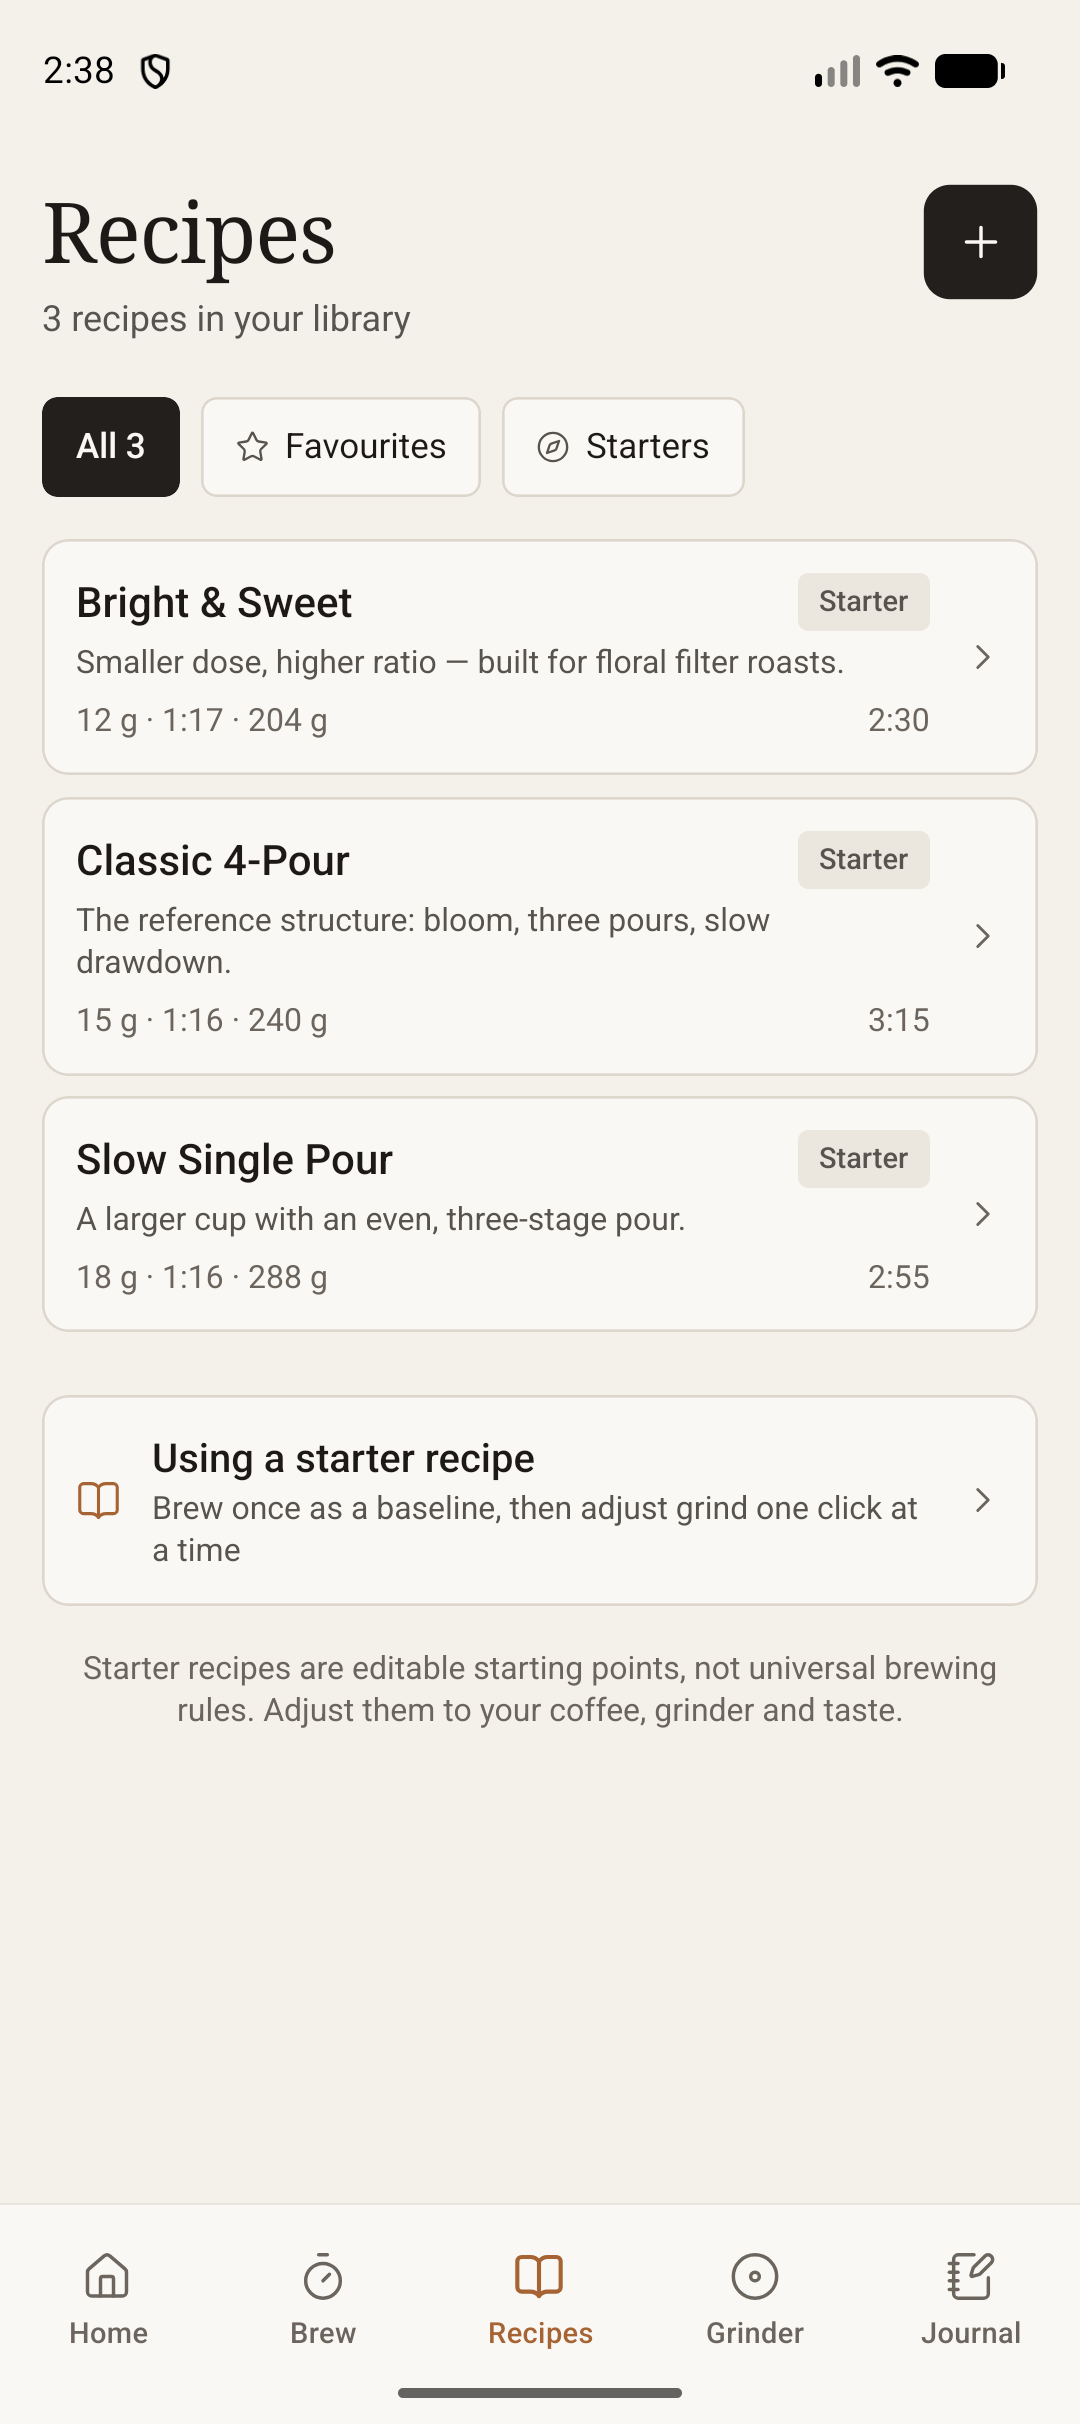 2:38
Recipes
3 recipes in your library
All 3
Favourites
Starters
Bright & Sweet
Starter
Smaller dose, higher ratio — built for floral filter roasts.
12 g · 1:17 · 204 g
2:30
Classic 4-Pour
Starter
The reference structure: bloom, three pours, slow
drawdown.
15 g · 1:16 · 240 g
3:15
Slow Single Pour
Starter
A larger cup with an even, three-stage pour.
18 g · 1:16 · 288 g
2:55
Using a starter recipe
Brew once as a baseline, then adjust grind one click at
a time
Starter recipes are editable starting points, not universal brewing
rules. Adjust them to your coffee, grinder and taste.
Home
Brew
Recipes
Grinder
Journal